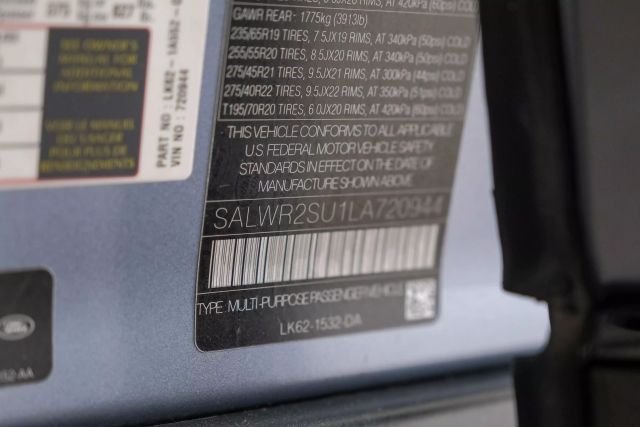 GAWR REAR - 1775kg (3913lb)
235/65R19 TIRES, 7.5JX19 RIMS, AT 340kPa (50psi) COLD
255/55R20 TIRES, 8.5JX20 RIMS, AT 340kPa (50psi) COLD
275/45R21 TIRES, 9.5JX21 RIMS, AT 300kPa (44psi) COLD
275/40R22 TIRES, 9.5JX22 RIMS, AT 350kPa (51psi) COLD
T195/70R20 TIRES, 6.0JX20 RIMS, AT 420kPa (60psi) COLD
THIS VEHICLE CONFORMS TO ALL APPLICABLE
U.S. FEDERAL MOTOR VEHICLE SAFETY
STANDARDS IN EFFECT ON THE DATE OF
MANUFACTURE SHOWN ABOVE.
SALWR2SU1LA720944
TYPE: MULTI-PURPOSE PASSENGER VEHICLE
LK62-1532-DA
SEE OWNER'S
MANUAL FOR
ADDITIONAL
INFORMATION
VOIR LE MANUEL
DE L'USAGER
POUR PLUS DE
RENSEIGNEMENTS
PART NO : LK62-1A552-
VIN NO : 720944
52-AA